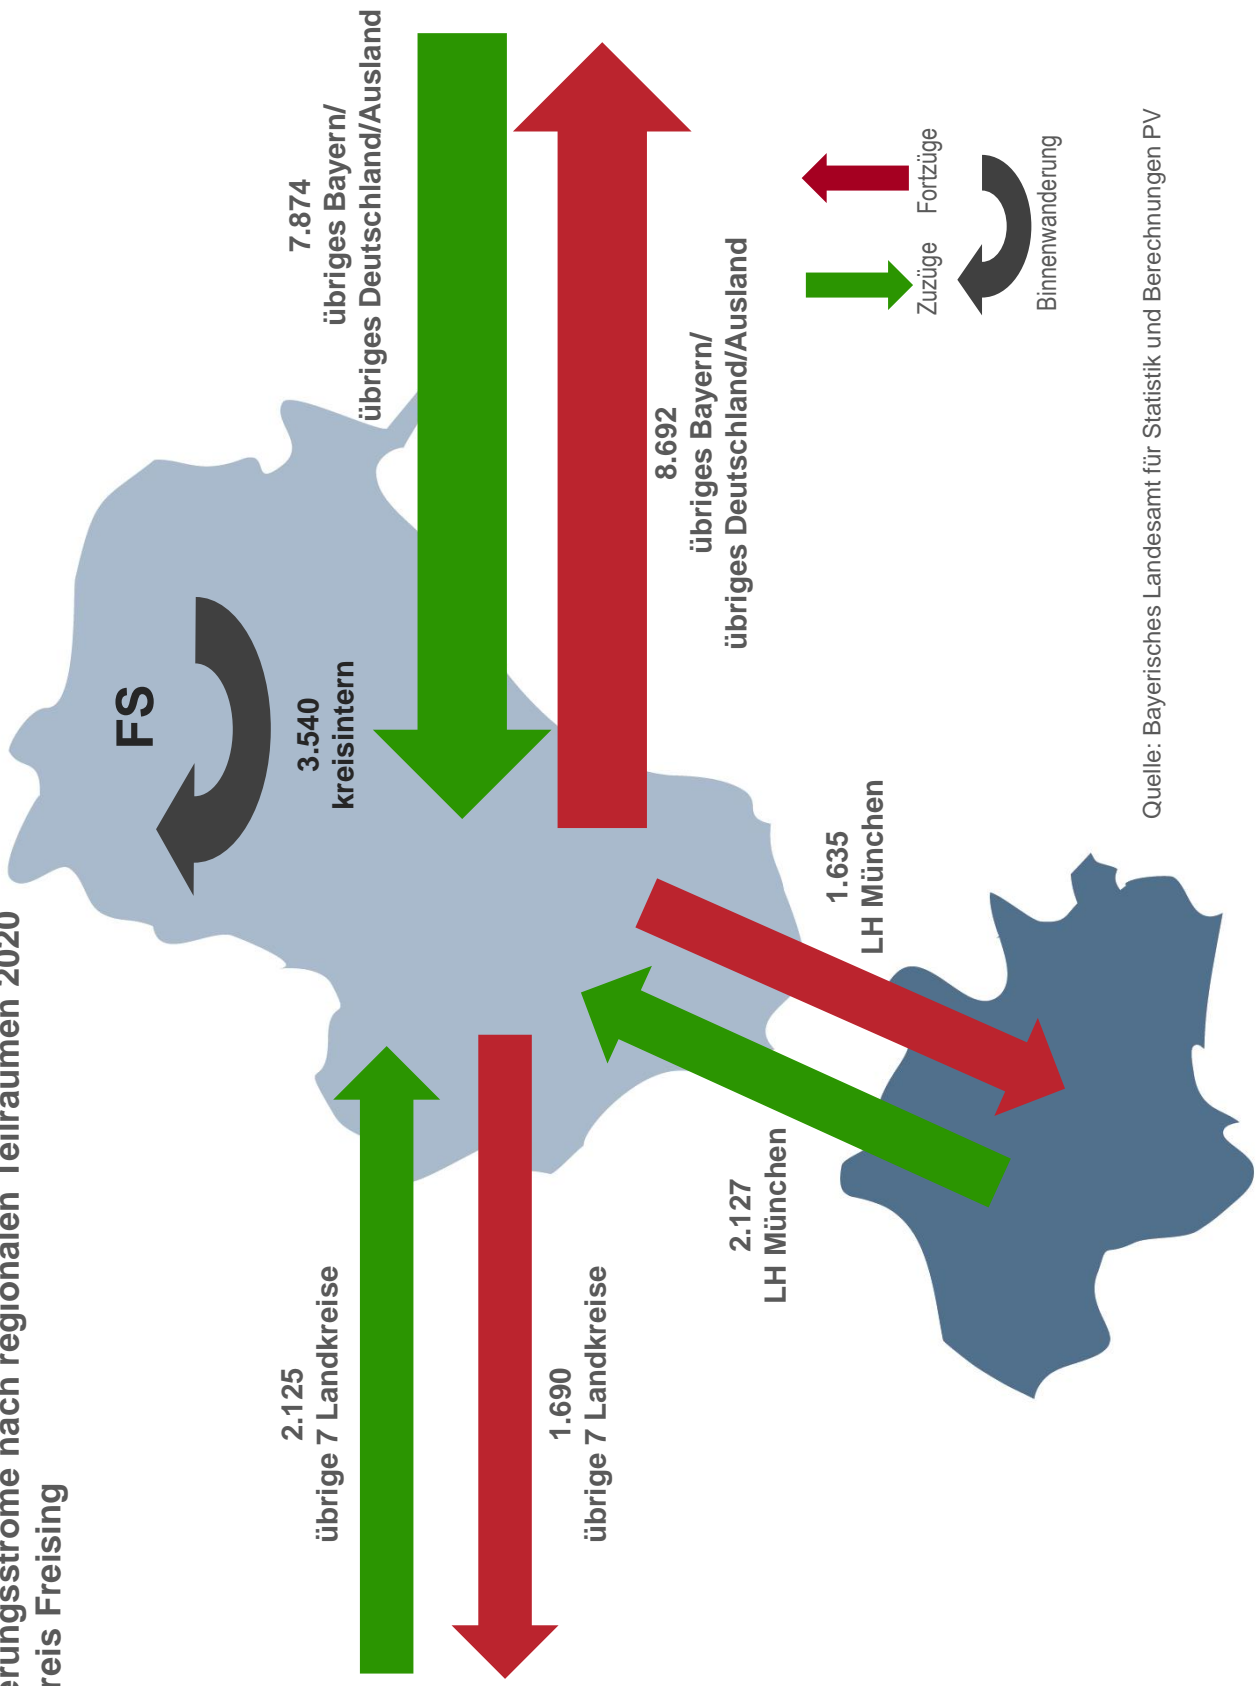 nach regionalen Teilräumen 2020
Freising
FS
3.540
kreisintern
7.874
übriges Bayern/
übriges Deutschland/Ausland
8.692
übriges Bayern/
übriges Deutschland/Ausland
2.125
übrige 7 Landkreise
1.690
übrige 7 Landkreise
2.127
LH München
1.635
LH München
Zuzüge
Fortzüge
Binnenwanderung
Quelle: Bayerisches Landesamt für Statistik und Berechnungen PV